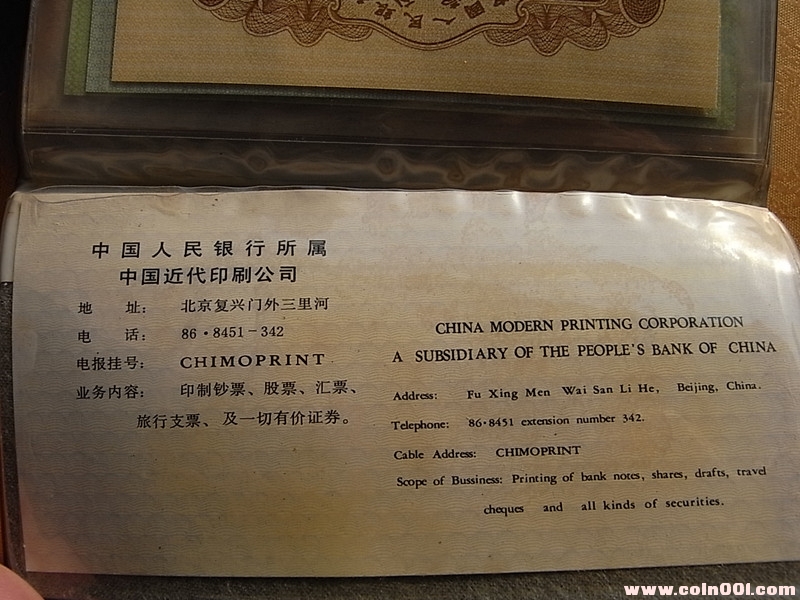 中国人民银行所属
中国近代印刷公司
地 址: 北京复兴门外三里河
电 话: 86·8451-342
电报挂号: CHIMOPRINT
业务内容: 印制钞票、股票、汇票、
旅行支票、及一切有价证券。
CHINA MODERN PRINTING CORPORATION
A SUBSIDIARY OF THE PEOPLE'S BANK OF CHINA
Address: Fu Xing Men Wai San Li He, Beijing, China.
Telephone: 86·8451 extension number 342.
Cable Address: CHIMOPRINT
Scope of Bussiness: Printing of bank notes, shares, drafts, travel
cheques and all kinds of securities.
www.coin001.com